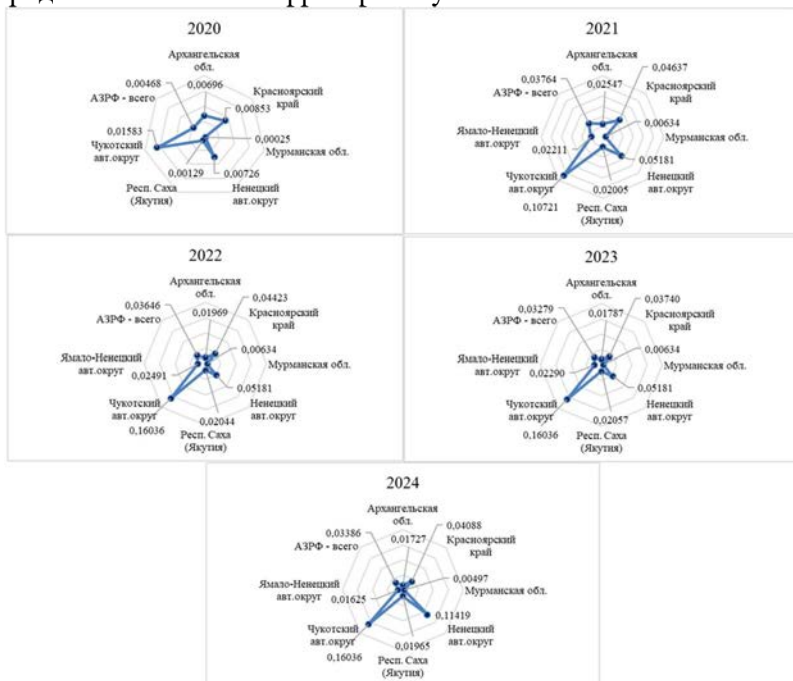 2020
Архангельская
обл.
0,00468
0,00696
АЗРФ - всего
Красноярский
край
0,00853
Чукотский
авт.округ
0,01583
0,00025
Мурманская обл.
0,00129
0,00726
Респ. Саха
(Якутия)
Ненецкий
авт.округ
2021
Архангельская
обл.
0,03764
0,02547
0,04637
АЗРФ - всего
Красноярский
край
Ямало-Ненецкий
авт.округ
0,02211
0,00634
Мурманская обл.
0,05181
Чукотский
авт.округ
0,10721
Ненецкий
авт.округ
0,02005
Респ. Саха
(Якутия)
2022
Архангельская
обл.
0,03646
0,01969
0,04423
АЗРФ - всего
Красноярский
край
Ямало-Ненецкий
авт.округ
0,02491
0,00634
Мурманская обл.
0,05181
Чукотский
авт.округ
0,16036
Ненецкий
авт.округ
0,02044
Респ. Саха
(Якутия)
2023
Архангельская
обл.
0,03279
0,01787
0,03740
АЗРФ - всего
Красноярский
край
Ямало-Ненецкий
авт.округ
0,02290
0,00634
Мурманская обл.
0,05181
Чукотский
авт.округ
0,16036
Ненецкий
авт.округ
0,02057
Респ. Саха
(Якутия)
2024
Архангельская
обл.
0,03386
0,01727
0,04088
АЗРФ - всего
Красноярский
край
Ямало-Ненецкий
авт.округ
0,01625
0,00497
Мурманская обл.
0,11419
Чукотский
авт.округ
0,16036
Ненецкий
авт.округ
0,01965
Респ. Саха
(Якутия)